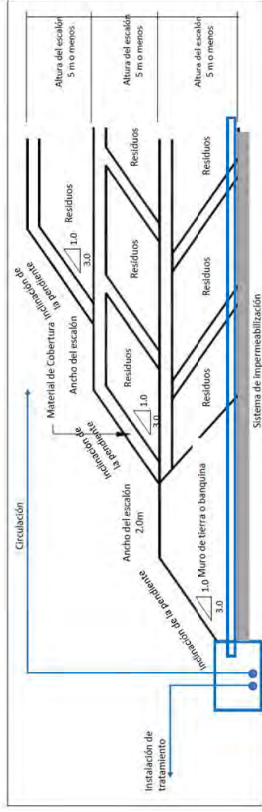 Circulación
Inclinación de
la pendiente
Material de Cobertura
Ancho del escalón
Residuos
1.0
3.0
Altura del escalón
5 m o menos
Inclinación de
la pendiente
Ancho del escalón
2.0m
1.0
3.0
Residuos
Residuos
Residuos
Altura del escalón
5 m o menos
Inclinación de la pendiente
1.0
3.0
Muro de tierra o banquina
Residuos
Residuos
Residuos
Altura del escalón
5 m o menos
Instalación de
tratamiento
Sistema de impermeabilización